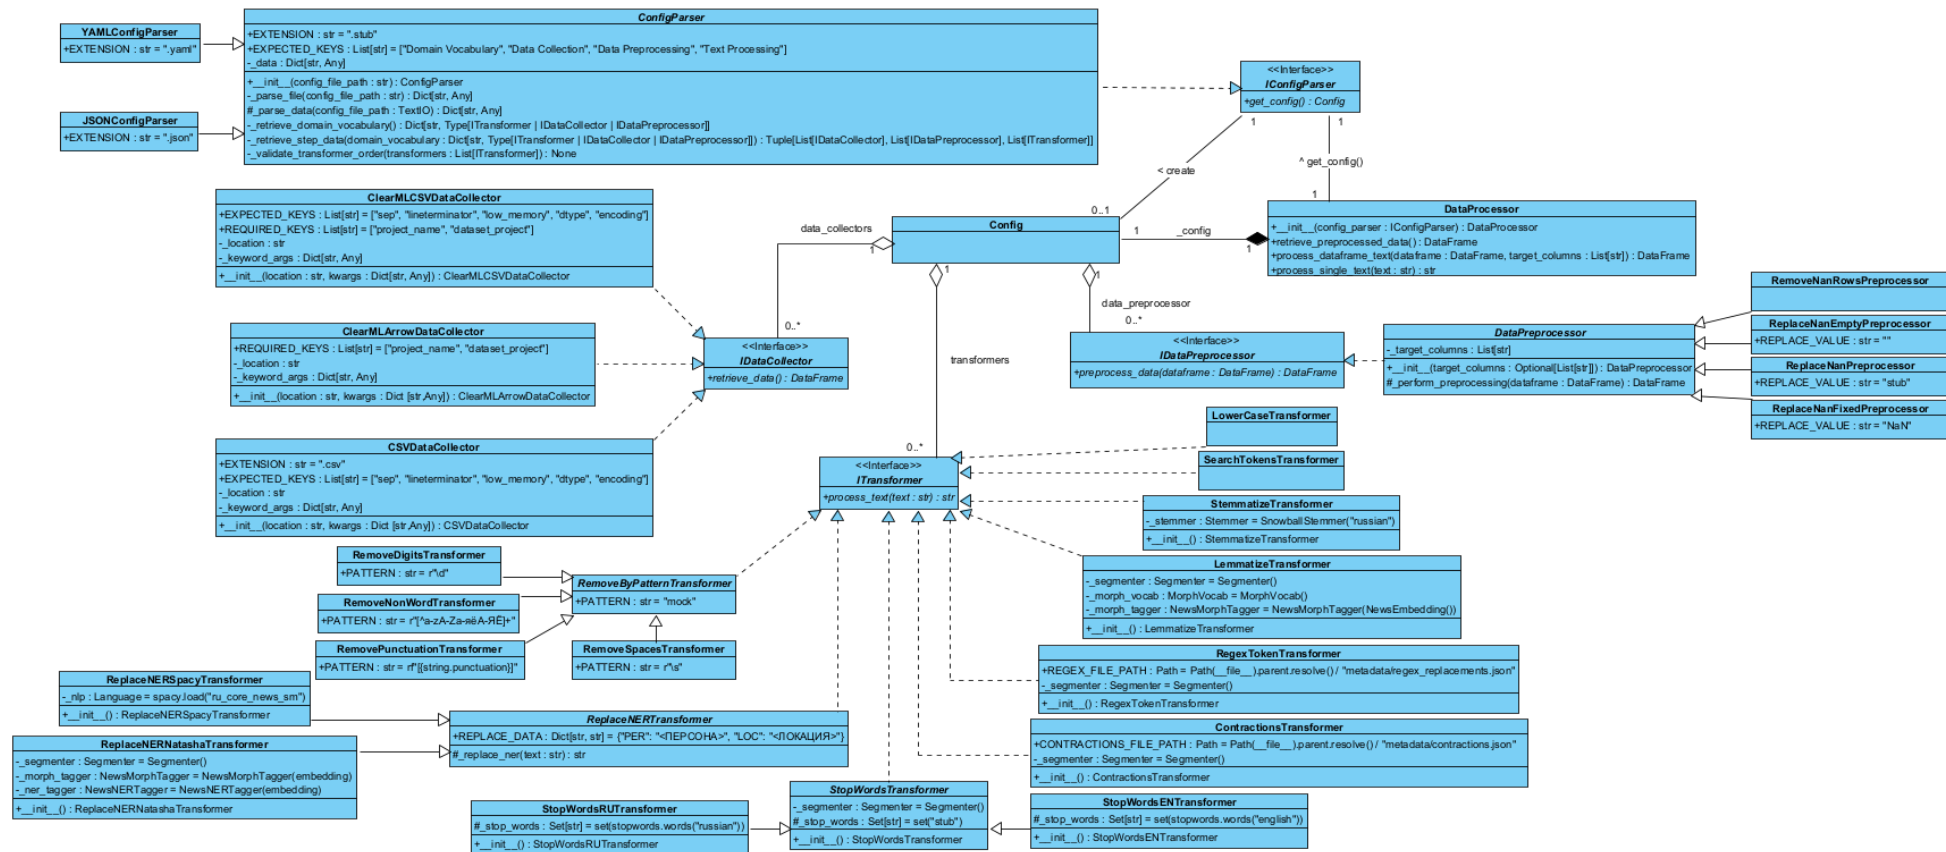 ConfigParser
+EXTENSION : str = ".stub"
+EXPECTED_KEYS : List[str] = ["Domain Vocabulary", "Data Collection", "Data Preprocessing", "Text Processing"]
-_data : Dict[str, Any]
+__init__(config_file_path : str) : ConfigParser
-_parse_file(config_file_path : str) : Dict[str, Any]
#_parse_data(config_file_path : TextIO) : Dict[str, Any]
-_retrieve_domain_vocabulary() : Dict[str, Type[ITransformer | IDataCollector | IDataPreprocessor]]
-_retrieve_step_data(domain_vocabulary : Dict[str, Type[ITransformer | IDataCollector | IDataPreprocessor]]) : Tuple[List[IDataCollector], List[IDataPreprocessor], List[ITransformer]]
-_validate_transformer_order(transformers : List[ITransformer]) : None
YAMLConfigParser
+EXTENSION : str = ".yaml"
JSONConfigParser
+EXTENSION : str = ".json"
<<Interface>>
IConfigParser
+get_config() : Config
1
1
< create
^ get_config()
0..1
1
ClearMLCSVDataCollector
+EXPECTED_KEYS : List[str] = ["sep", "lineterminator", "low_memory", "dtype", "encoding"]
+REQUIRED_KEYS : List[str] = ["project_name", "dataset_project"]
-_location : str
-_keyword_args : Dict[str, Any]
+__init__(location : str, kwargs : Dict[str, Any]) : ClearMLCSVDataCollector
data_collectors
1
Config
1
_config
1
DataProcessor
+__init__(config_parser : IConfigParser) : DataProcessor
+retrieve_preprocessed_data() : DataFrame
+process_dataframe_text(dataframe : DataFrame, target_columns : List[str]) : DataFrame
+process_single_text(text : str) : str
1
1
data_preprocessor
0..*
0..*
transformers
0..*
ClearMLArrowDataCollector
+REQUIRED_KEYS : List[str] = ["project_name", "dataset_project"]
-_location : str
-_keyword_args : Dict[str, Any]
+__init__(location : str, kwargs : Dict [str,Any]) : ClearMLArrowDataCollector
<<Interface>>
IDataCollector
+retrieve_data() : DataFrame
<<Interface>>
IDataPreprocessor
+preprocess_data(dataframe : DataFrame) : DataFrame
DataPreprocessor
-_target_columns : List[str]
+__init__(target_columns : Optional[List[str]]) : DataPreprocessor
#_perform_preprocessing(dataframe : DataFrame) : DataFrame
RemoveNanRowsPreprocessor
ReplaceNanEmptyPreprocessor
+REPLACE_VALUE : str = ""
ReplaceNanPreprocessor
+REPLACE_VALUE : str = "stub"
ReplaceNanFixedPreprocessor
+REPLACE_VALUE : str = "NaN"
CSVDataCollector
+EXTENSION : str = ".csv"
+EXPECTED_KEYS : List[str] = ["sep", "lineterminator", "low_memory", "dtype", "encoding"]
-_location : str
-_keyword_args : Dict[str, Any]
+__init__(location : str, kwargs : Dict [str,Any]) : CSVDataCollector
<<Interface>>
ITransformer
+process_text(text : str) : str
LowerCaseTransformer
SearchTokensTransformer
StemmatizeTransformer
-_stemmer : Stemmer = SnowballStemmer("russian")
+__init__() : StemmatizeTransformer
LemmatizeTransformer
-_segmenter : Segmenter = Segmenter()
-_morph_vocab : MorphVocab = MorphVocab()
-_morph_tagger : NewsMorphTagger = NewsMorphTagger(NewsEmbedding())
+__init__() : LemmatizeTransformer
RemoveDigitsTransformer
+PATTERN : str = r"\d"
RemoveNonWordTransformer
+PATTERN : str = r"[^a-zA-Za-яёА-ЯЁ]+"
RemovePunctuationTransformer
+PATTERN : str = rf"[{string.punctuation}]"
RemoveByPatternTransformer
+PATTERN : str = "mock"
RemoveSpacesTransformer
+PATTERN : str = r"\s"
RegexTokenTransformer
+REGEX_FILE_PATH : Path = Path(__file__).parent.resolve() / "metadata/regex_replacements.json"
-_segmenter : Segmenter = Segmenter()
+__init__() : RegexTokenTransformer
ReplaceNERSpacyTransformer
-_nlp : Language = spacy.load("ru_core_news_sm")
+__init__() : ReplaceNERSpacyTransformer
ReplaceNERTransformer
+REPLACE_DATA : Dict[str, str] = {"PER": "<ПЕРСОНА>", "LOC": "<ЛОКАЦИЯ>"}
#_replace_ner(text : str) : str
ReplaceNERNatashaTransformer
-_segmenter : Segmenter = Segmenter()
-_morph_tagger : NewsMorphTagger = NewsMorphTagger(embedding)
-_ner_tagger : NewsNERTagger = NewsNERTagger(embedding)
+__init__() : ReplaceNERNatashaTransformer
ContractionsTransformer
+CONTRACTIONS_FILE_PATH : Path = Path(__file__).parent.resolve() / "metadata/contractions.json"
-_segmenter : Segmenter = Segmenter()
+__init__() : ContractionsTransformer
StopWordsRUTransformer
#_stop_words : Set[str] = set(stopwords.words("russian"))
+__init__() : StopWordsRUTransformer
StopWordsTransformer
-_segmenter : Segmenter = Segmenter()
#_stop_words : Set[str] = set("stub")
+__init__() : StopWordsTransformer
StopWordsENTransformer
#_stop_words : Set[str] = set(stopwords.words("english"))
+__init__() : StopWordsENTransformer